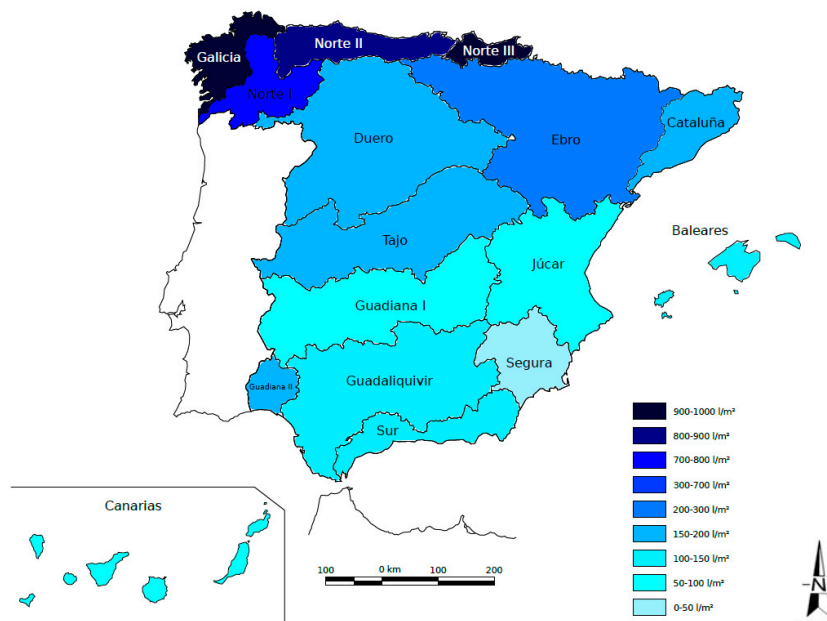 Galicia
Norte II
Norte III
Norte I
Duero
Ebro
Cataluña
Tajo
Baleares
Júcar
Guadiana I
Segura
Guadiana II
Guadaliquivir
Sur
Canarias
900-1000 l/m²
800-900 l/m²
700-800 l/m²
300-700 l/m²
200-300 l/m²
150-200 l/m²
100-150 l/m²
50-100 l/m²
0-50 l/m²
100 0 km 100 200
N